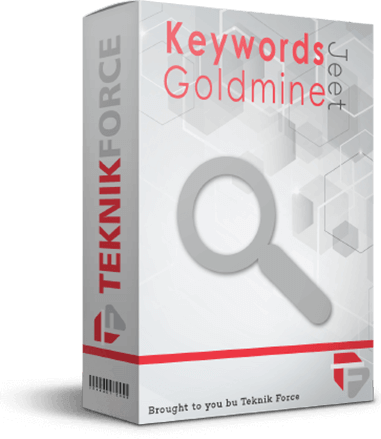 Keywords
Goldmine
Jeet
TEKNIKFORCE
Brought to you bu Teknik Force